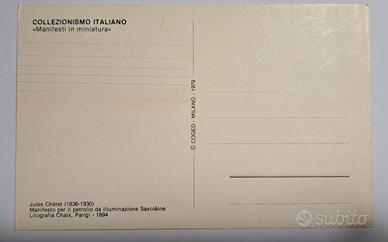 COLLEZIONISMO ITALIANO
«Manifesti in miniatura»
© COGED - MILANO - 1979
Jules Chéret (1836-1930)
Manifesto per il petrolio da illuminazione Saxoléine
Litografia Chaix, Parigi - 1894
subito